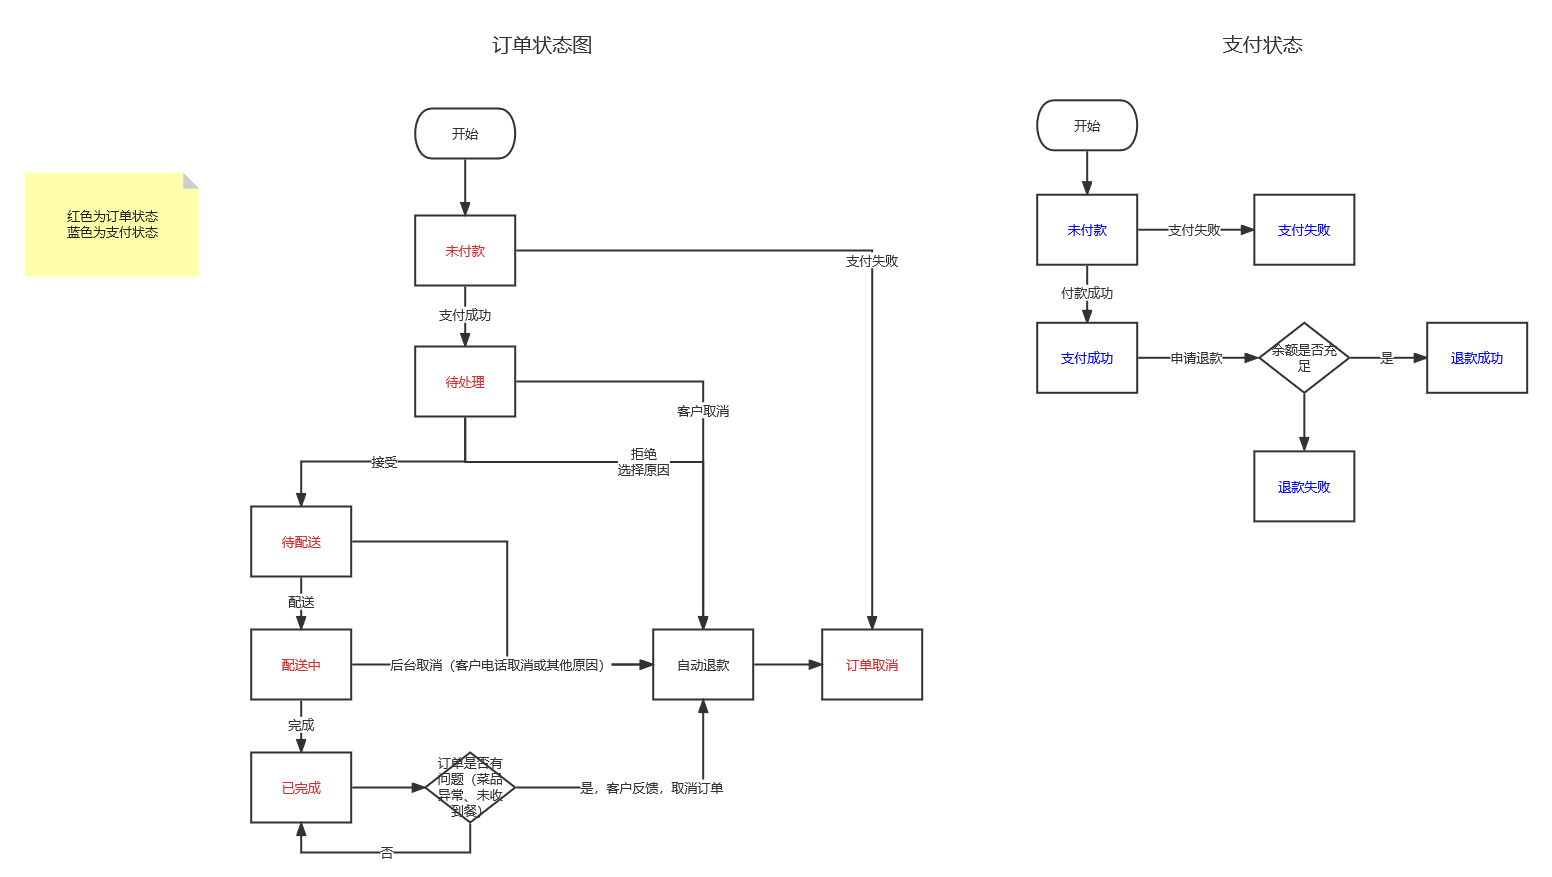 订单状态图
支付状态
红色为订单状态
蓝色为支付状态
开始
未付款
支付失败
支付成功
待处理
客户取消
拒绝
选择原因
接受
待配送
配送
配送中
后台取消（客户电话取消或其他原因）
自动退款
订单取消
完成
已完成
订单是否有
问题（菜品
异常、未收
到餐）
是，客户反馈，取消订单
否
开始
未付款
支付失败
支付失败
付款成功
支付成功
申请退款
余额是否充
足
是
退款成功
退款失败